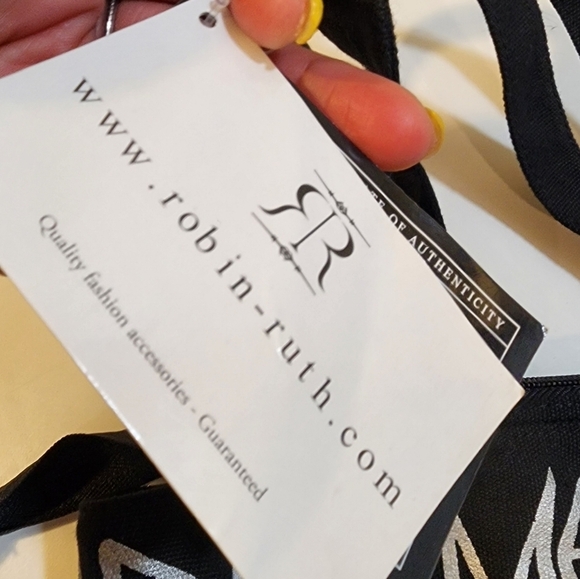 RR
www.robin-ruth.com
Quality fashion accessories - Guaranteed
OF AUTHENTICITY